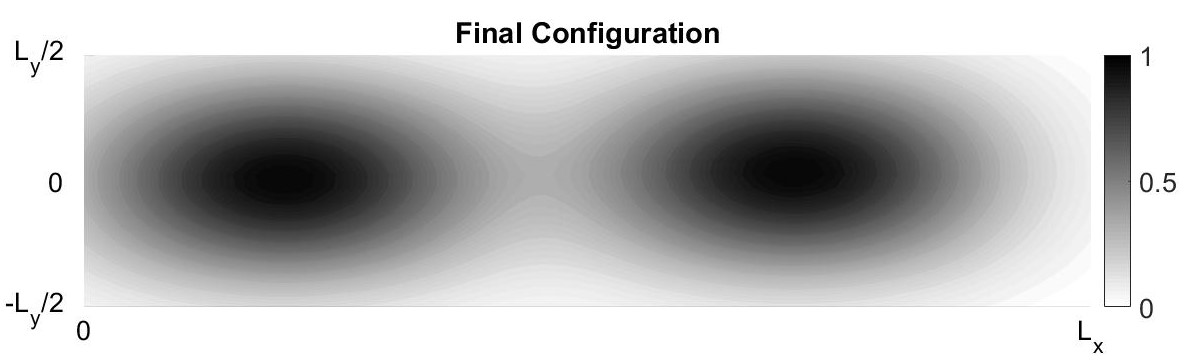 Final Configuration
L_y/2
0
-L_y/2
0
L_x
1
0.5
0